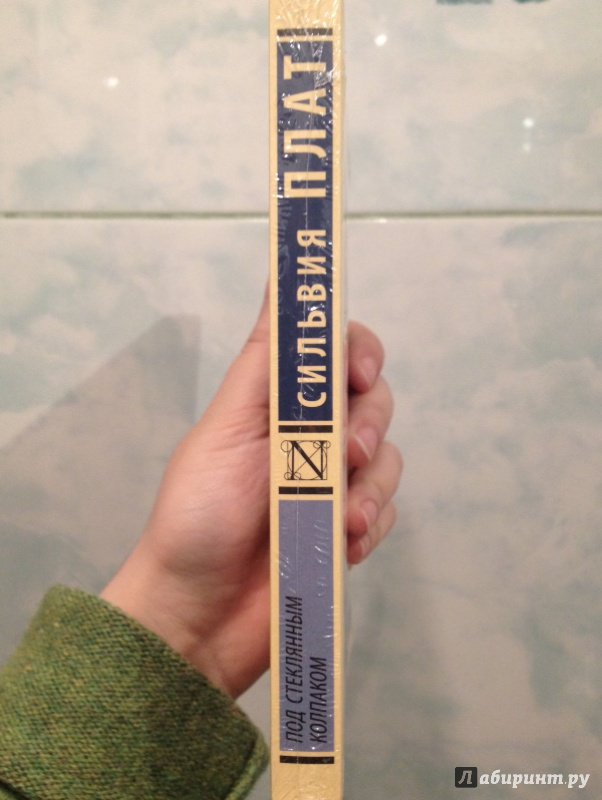 СИЛЬВИЯ ПЛАТ
N
ПОД СТЕКЛЯННЫМ
КОЛПАКОМ
Лабиринт.ру